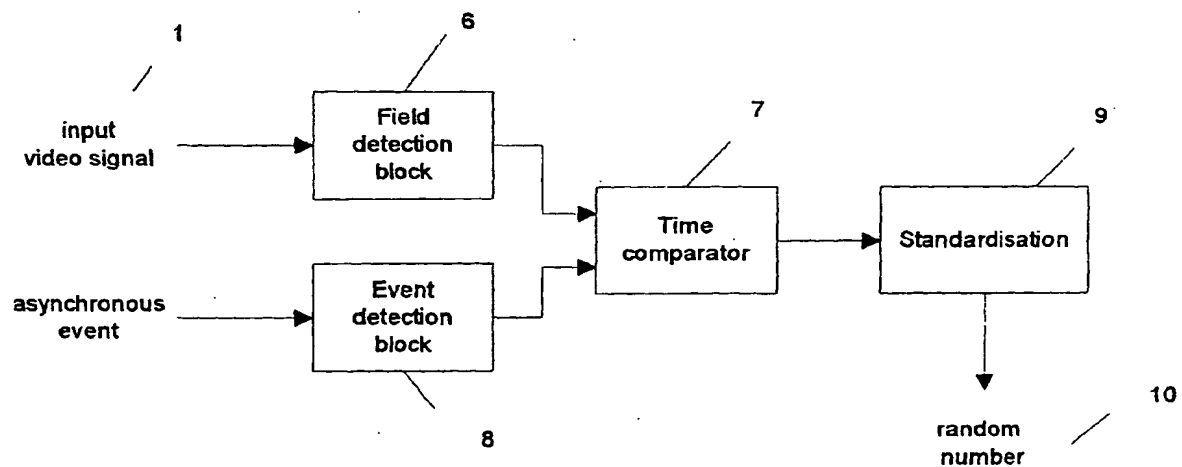 1
6
input
video signal
Field
detection
block
7
9
Time
comparator
Standardisation
asynchronous
event
Event
detection
block
8
10
random
number